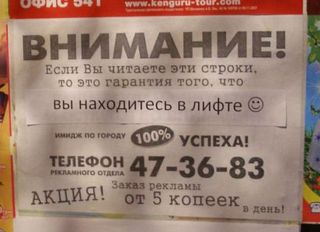 ОФИС 541
www.kenguru-tour.com
ВНИМАНИЕ!
Если Вы читаете эти строки,
то это гарантия того, что
вы находитесь в лифте ☺
ИМИДЖ ПО ГОРОДУ 100% УСПЕХА!
ТЕЛЕФОН 47-36-83
РЕКЛАМНОГО ОТДЕЛА
АКЦИЯ! Заказ рекламы
от 5 копеек
в день!